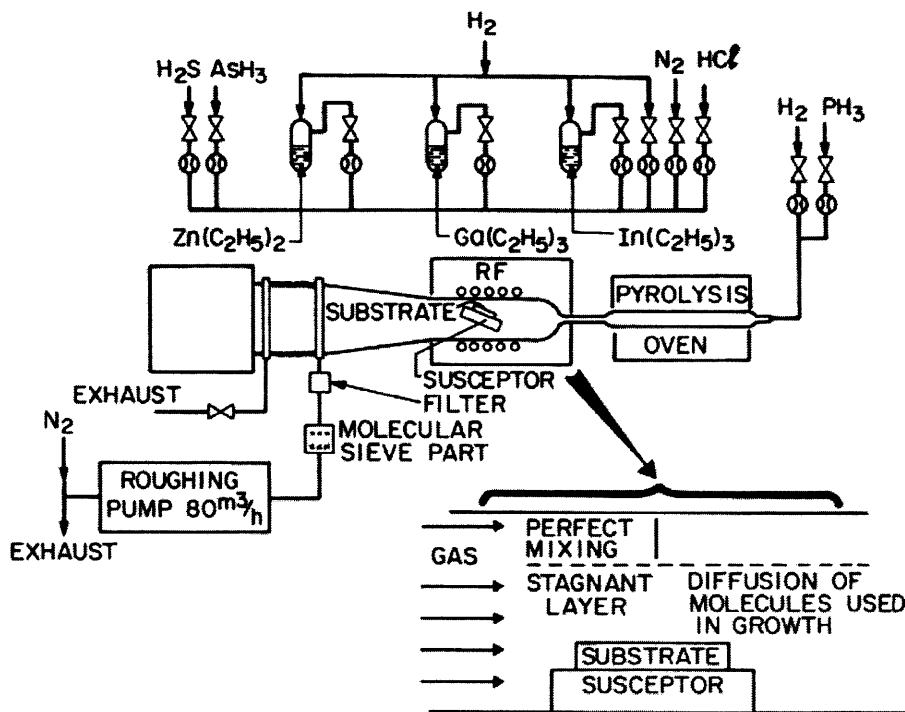 H2
H2S AsH3
N2 HCl
H2 PH3
Zn(C2H5)2
Ga(C2H5)3
In(C2H5)3
RF
SUBSTRATE
PYROLYSIS
OVEN
SUSCEPTOR
EXHAUST
FILTER
N2
MOLECULAR
SIEVE PART
ROUGHING
PUMP 80m3/h
EXHAUST
GAS
PERFECT
MIXING
STAGNANT
LAYER
DIFFUSION OF
MOLECULES USED
IN GROWTH
SUBSTRATE
SUSCEPTOR